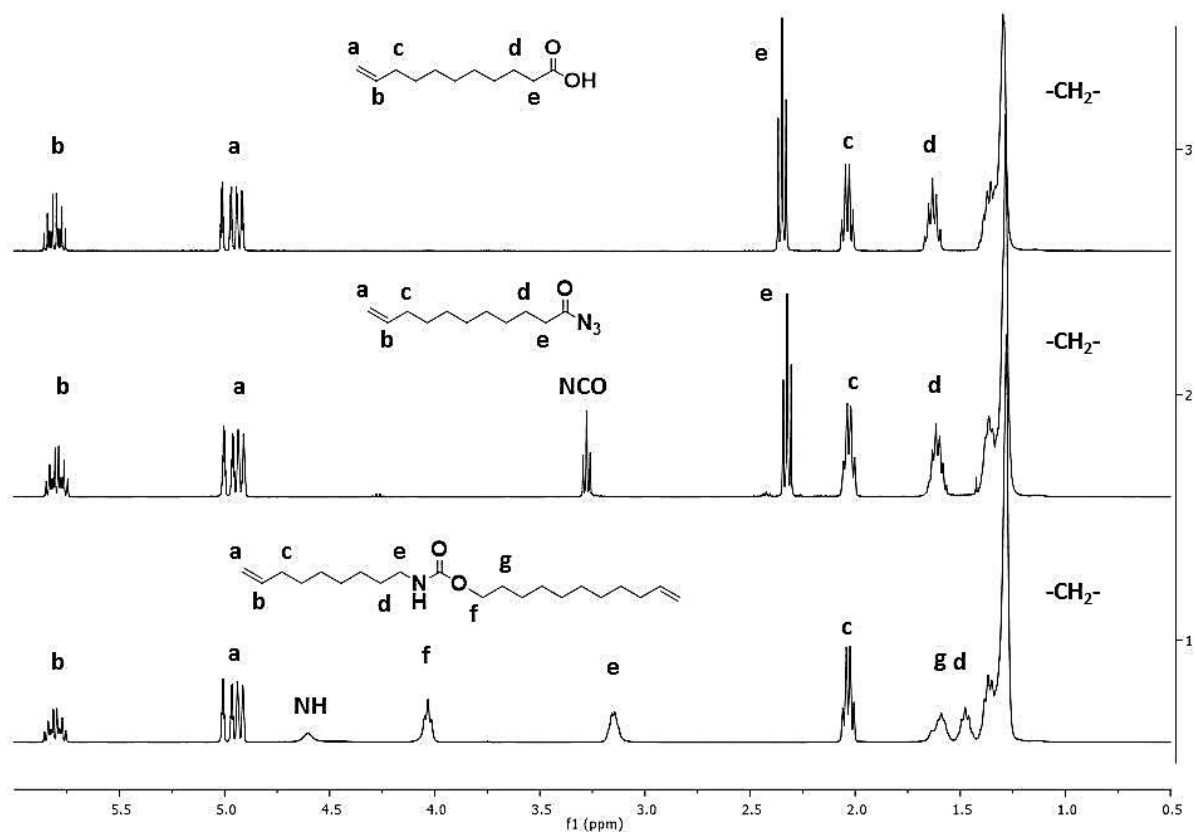 a c d O
OH
b e
e
-CH2-
b a c d
3
a c d O
N3
b e
e
-CH2-
b a NCO c d
2
a c e O g
N
H O
b d f
-CH2-
b a NH f e c g d
1
5.5 5.0 4.5 4.0 3.5 3.0 2.5 2.0 1.5 1.0 0.5
f1 (ppm)